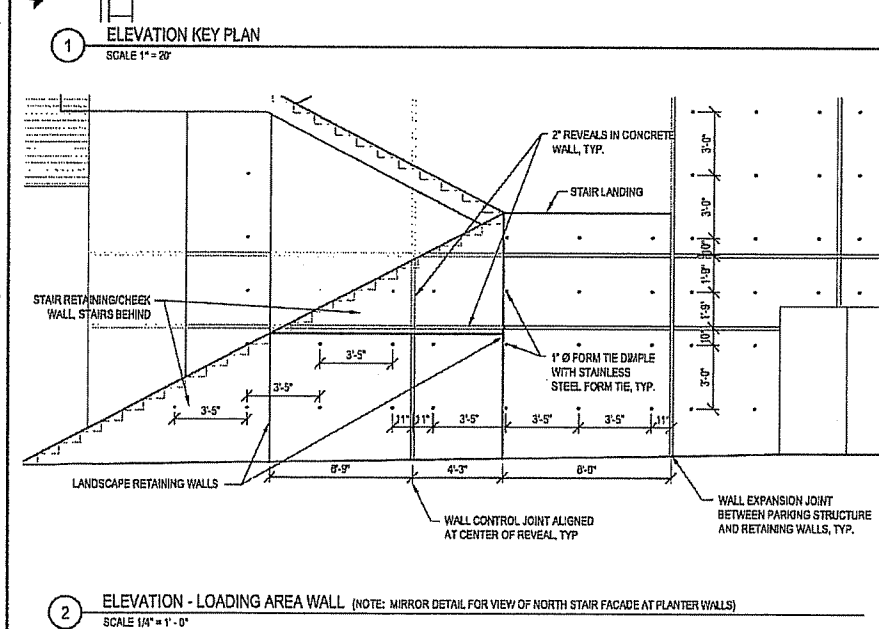 1
ELEVATION KEY PLAN
SCALE 1" = 20'
2" REVEALS IN CONCRETE
WALL, TYP.
STAIR LANDING
3'-0"
3'-0"
10"
1'-9"
1'-9"
10"
3'-0"
STAIR RETAINING/CHEEK
WALL, STAIRS BEHIND
1" Ø FORM TIE DIMPLE
WITH STAINLESS
STEEL FORM TIE, TYP.
3'-5"
3'-5"
3'-5"
11"
11"
3'-5"
3'-5"
3'-5"
11"
4'-3"
LANDSCAPE RETAINING WALLS
WALL CONTROL JOINT ALIGNED
AT CENTER OF REVEAL, TYP
WALL EXPANSION JOINT
BETWEEN PARKING STRUCTURE
AND RETAINING WALLS, TYP.
2
ELEVATION - LOADING AREA WALL (NOTE: MIRROR DETAIL FOR VIEW OF NORTH STAIR FACADE AT PLANTER WALLS)
SCALE 1/4" = 1' - 0"